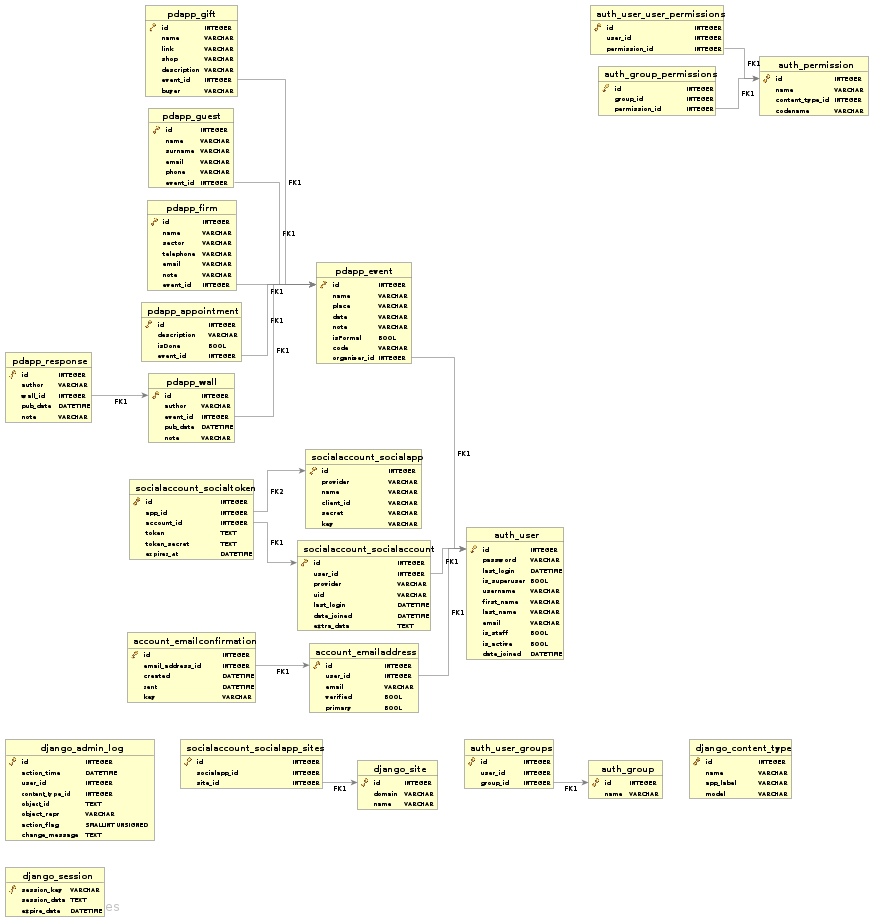 pdapp_gift
id INTEGER
name VARCHAR
link VARCHAR
shop VARCHAR
description VARCHAR
event_id INTEGER
buyer VARCHAR
auth_user_user_permissions
id INTEGER
user_id INTEGER
permission_id INTEGER
FK1
auth_group_permissions
id INTEGER
group_id INTEGER
permission_id INTEGER
FK1
auth_permission
id INTEGER
name VARCHAR
content_type_id INTEGER
codename VARCHAR
pdapp_guest
id INTEGER
name VARCHAR
surname VARCHAR
email VARCHAR
phone VARCHAR
event_id INTEGER
FK1
pdapp_firm
id INTEGER
name VARCHAR
sector VARCHAR
telephone VARCHAR
email VARCHAR
note VARCHAR
event_id INTEGER
FK1
FK1
pdapp_event
id INTEGER
name VARCHAR
place VARCHAR
date VARCHAR
note VARCHAR
isFormal BOOL
code VARCHAR
organiser_id INTEGER
pdapp_appointment
id INTEGER
description VARCHAR
isDone BOOL
event_id INTEGER
FK1
FK1
pdapp_response
id INTEGER
author VARCHAR
wall_id INTEGER
pub_date DATETIME
note VARCHAR
FK1
pdapp_wall
id INTEGER
author VARCHAR
event_id INTEGER
pub_date DATETIME
note VARCHAR
FK1
socialaccount_socialapp
id INTEGER
provider VARCHAR
name VARCHAR
client_id VARCHAR
secret VARCHAR
key VARCHAR
socialaccount_socialtoken
id INTEGER
app_id INTEGER
account_id INTEGER
token TEXT
token_secret TEXT
expires_at DATETIME
FK2
FK1
socialaccount_socialaccount
id INTEGER
user_id INTEGER
provider VARCHAR
uid VARCHAR
last_login DATETIME
date_joined DATETIME
extra_data TEXT
FK1
FK1
auth_user
id INTEGER
password VARCHAR
last_login DATETIME
is_superuser BOOL
username VARCHAR
first_name VARCHAR
last_name VARCHAR
email VARCHAR
is_staff BOOL
is_active BOOL
date_joined DATETIME
account_emailconfirmation
id INTEGER
email_address_id INTEGER
created DATETIME
sent DATETIME
key VARCHAR
FK1
account_emailaddress
id INTEGER
user_id INTEGER
email VARCHAR
verified BOOL
primary BOOL
django_admin_log
id INTEGER
action_time DATETIME
user_id INTEGER
content_type_id INTEGER
object_id TEXT
object_repr VARCHAR
action_flag SMALLINT UNSIGNED
change_message TEXT
socialaccount_socialapp_sites
id INTEGER
socialapp_id INTEGER
site_id INTEGER
FK1
django_site
id INTEGER
domain VARCHAR
name VARCHAR
auth_user_groups
id INTEGER
user_id INTEGER
group_id INTEGER
FK1
auth_group
id INTEGER
name VARCHAR
django_content_type
id INTEGER
name VARCHAR
app_label VARCHAR
model VARCHAR
django_session
session_key VARCHAR
session_data TEXT
expire_date DATETIME
es